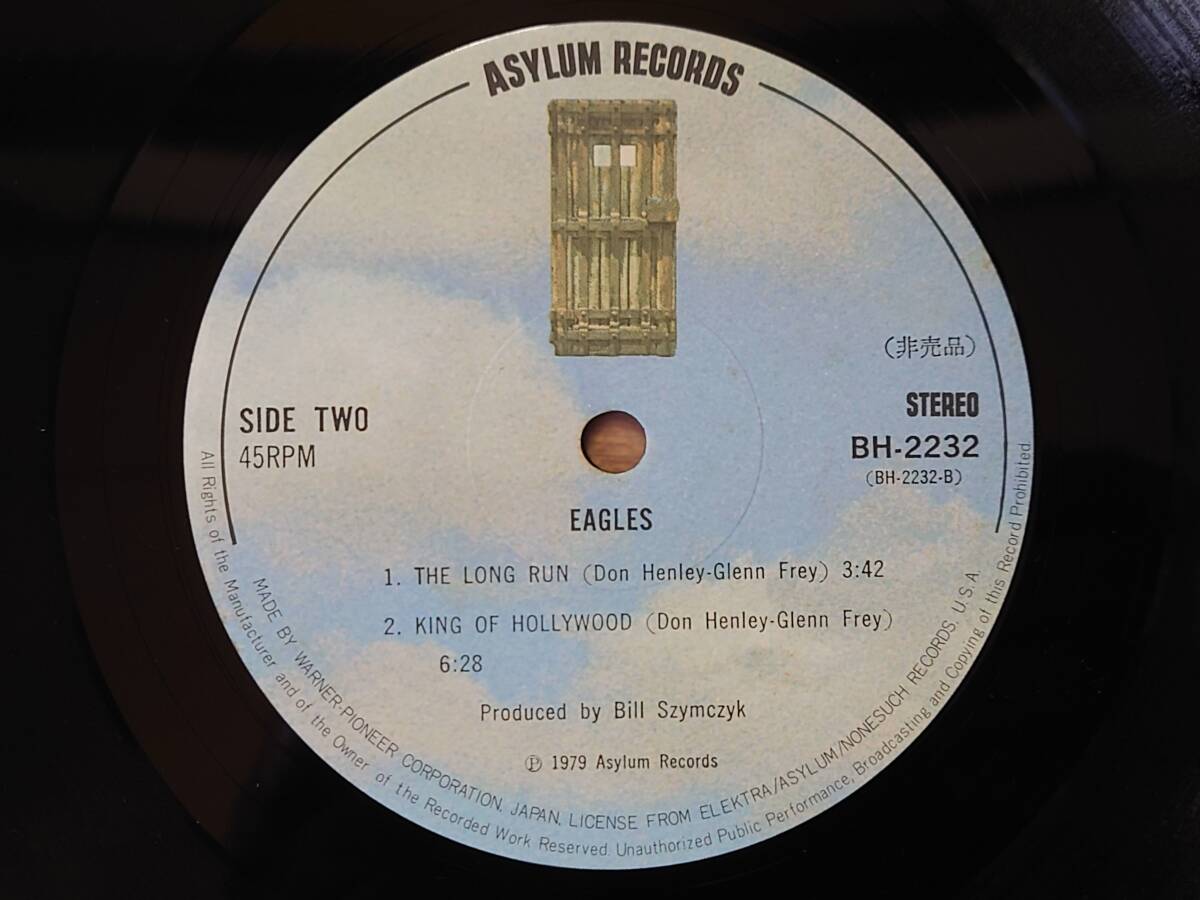 ASYLUM RECORDS
(非売品)
SIDE TWO
45RPM
STEREO
BH-2232
(BH-2232-B)
EAGLES
1. THE LONG RUN (Don Henley-Glenn Frey) 3:42
2. KING OF HOLLYWOOD (Don Henley-Glenn Frey)
6:28
Produced by Bill Szymczyk
Ⓟ 1979 Asylum Records
MADE BY WARNER-PIONEER CORPORATION, JAPAN, LICENSE FROM ELEKTRA/ASYLUM/NONESUCH RECORDS, U.S.A.
All Rights of the Manufacturer and of the Owner of the Recorded Work Reserved. Unauthorized Public Performance, Broadcasting and Copying of this Record Prohibited